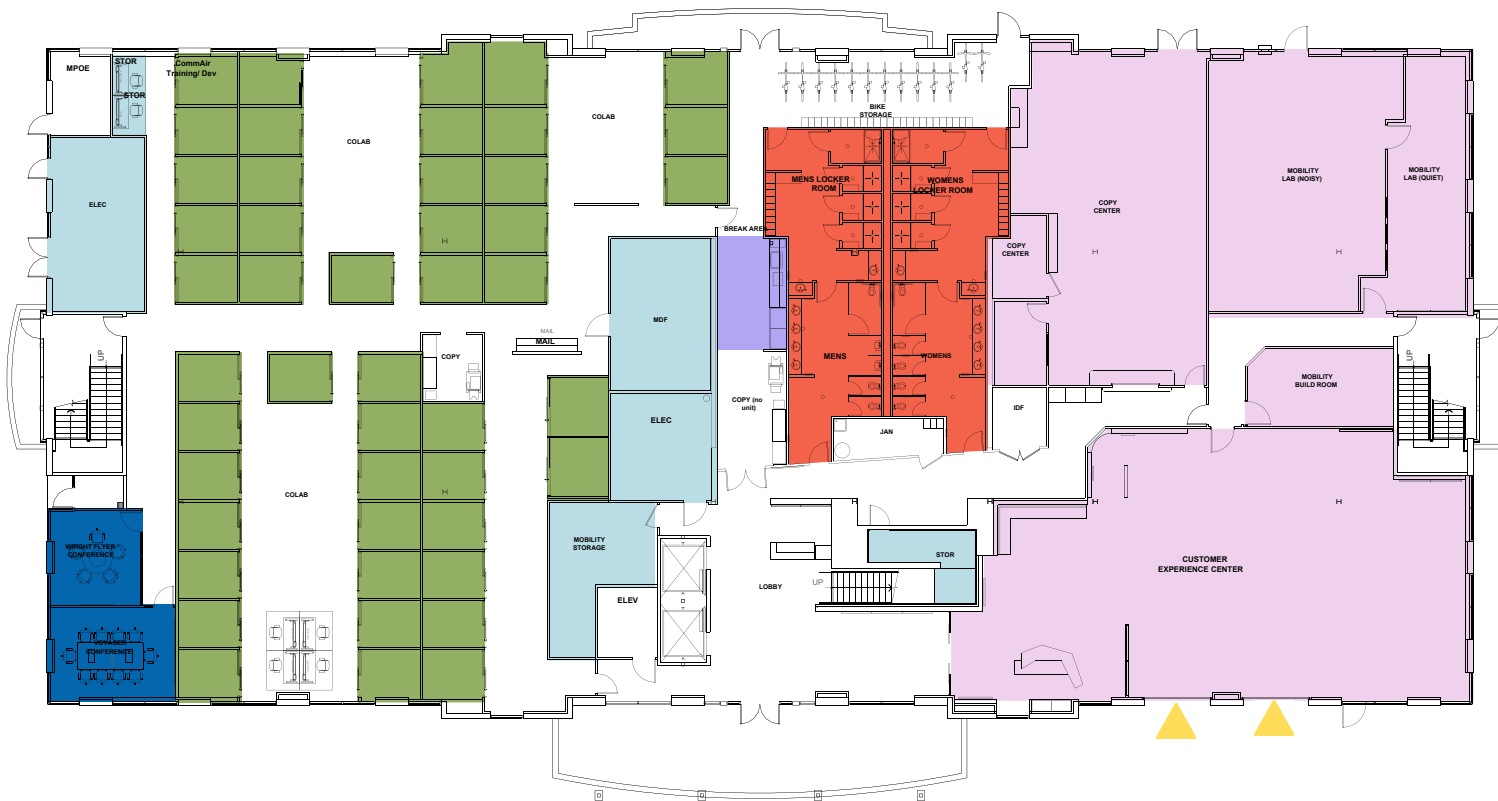 MPOE
STOR
STOR
.CommAir
Training/ Dev
COLAB
COLAB
BIKE
STORAGE
ELEC
MENS LOCKER
ROOM
WOMENS
LOCKER ROOM
COPY
CENTER
MOBILITY
LAB (NOISY)
MOBILITY
LAB (QUIET)
BREAK AREA
COPY
CENTER
MDF
MAIL
MAIL
UP
COPY
MENS
WOMENS
UP
MOBILITY
BUILD ROOM
COPY (no
unit)
IDF
ELEC
JAN
COLAB
MOBILITY
STORAGE
WRIGHT FLYER
CONFERENCE
STOR
CUSTOMER
EXPERIENCE CENTER
LOBBY
UP
ELEV
VOYAGER
CONFERENCE